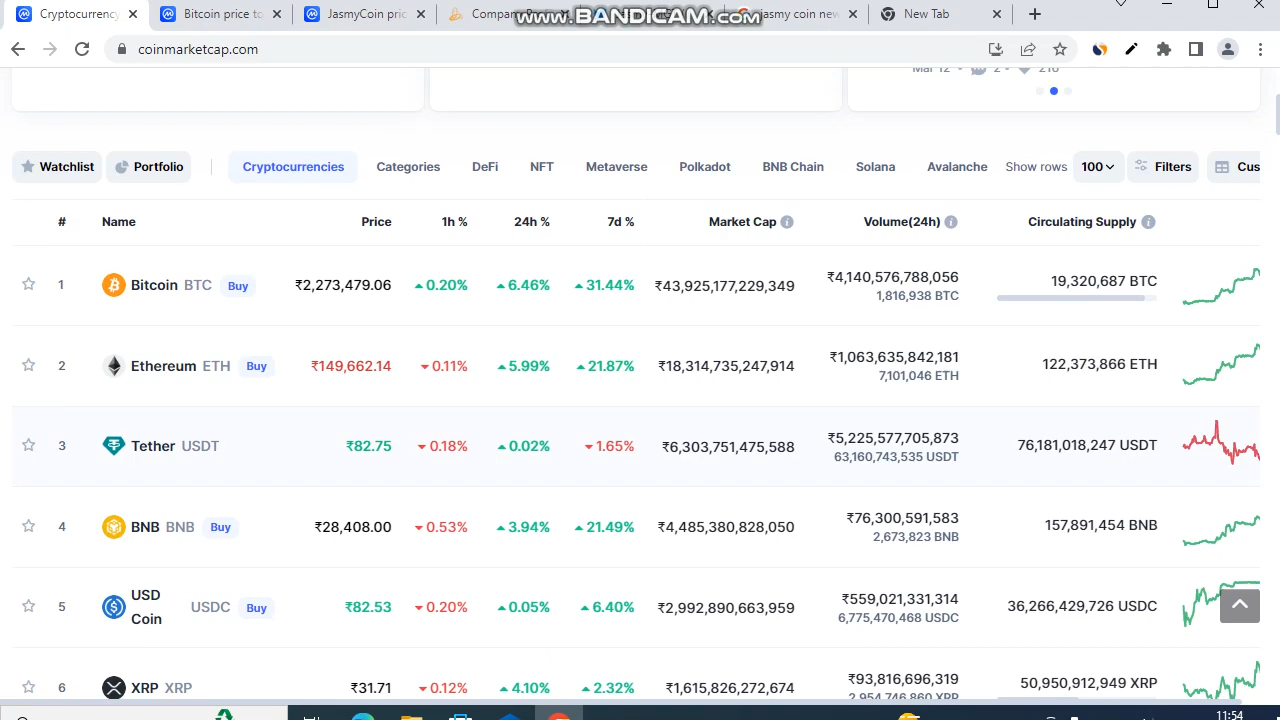 Cryptocurrency
Bitcoin price to
JasmyCoin pric
jasmy coin new
New Tab
www.BANDICAM.com
coinmarketcap.com
Mar 12 · 2 · 216
Watchlist
Portfolio
Cryptocurrencies
Categories
DeFi
NFT
Metaverse
Polkadot
BNB Chain
Solana
Avalanche
Show rows
100
Filters
Cus
# Name Price 1h % 24h % 7d % Market Cap Volume(24h) Circulating Supply
1 Bitcoin BTC Buy ₹2,273,479.06 0.20% 6.46% 31.44% ₹43,925,177,229,349 ₹4,140,576,788,056 19,320,687 BTC
1,816,938 BTC
2 Ethereum ETH Buy ₹149,662.14 0.11% 5.99% 21.87% ₹18,314,735,247,914 ₹1,063,635,842,181 122,373,866 ETH
7,101,046 ETH
3 Tether USDT ₹82.75 0.18% 0.02% 1.65% ₹6,303,751,475,588 ₹5,225,577,705,873 76,181,018,247 USDT
63,160,743,535 USDT
4 BNB BNB Buy ₹28,408.00 0.53% 3.94% 21.49% ₹4,485,380,828,050 ₹76,300,591,583 157,891,454 BNB
2,673,823 BNB
5 USD Coin USDC Buy ₹82.53 0.20% 0.05% 6.40% ₹2,992,890,663,959 ₹559,021,331,314 36,266,429,726 USDC
6,775,470,468 USDC
6 XRP XRP ₹31.71 0.12% 4.10% 2.32% ₹1,615,826,272,674 ₹93,816,696,319 50,950,912,949 XRP
2,954,746,860 XRP
11:54